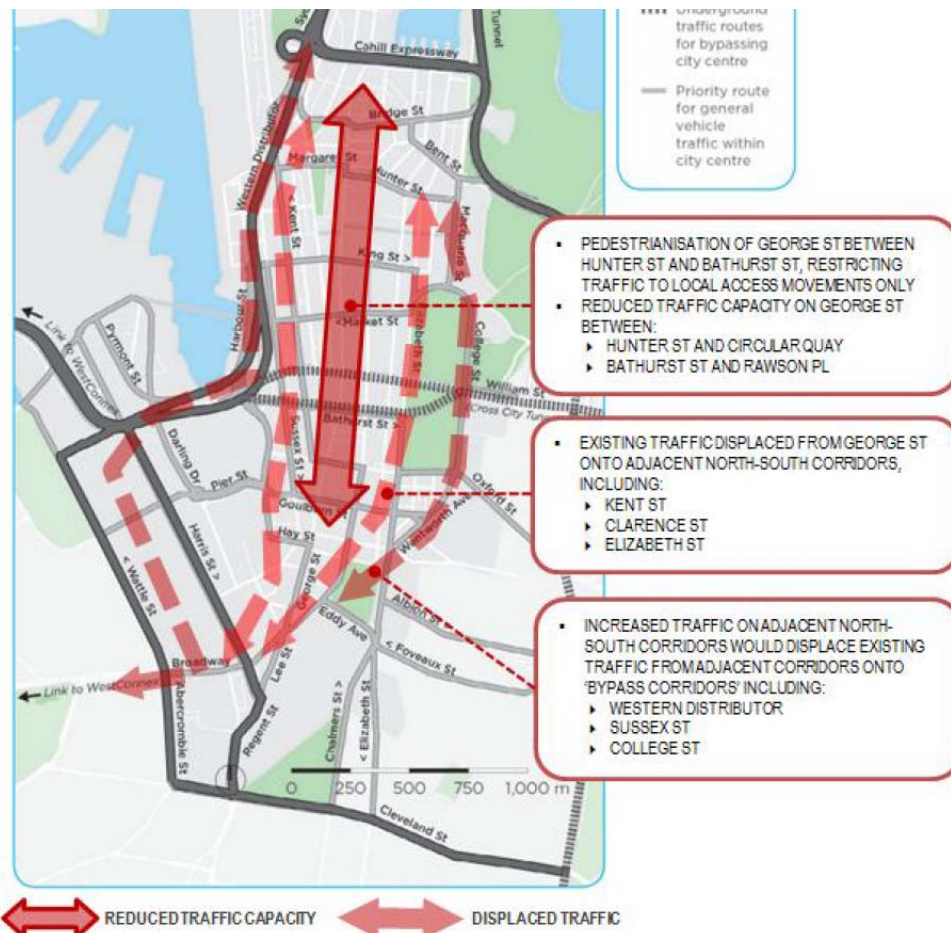 Underground
traffic routes
for bypassing
city centre
Priority route
for general
vehicle
traffic within
city centre
Tunnel
Cahill Expressway
Bridge St
Bent St
Western Distributor
Margaret St
Hunter St
< Kent St
Macquarie St
King St >
<Market St
Elizabeth St
College St
Harbour St
Link to WestConnex
Pyrmont St
William St
(Cross City Tunnel
Bathurst St >
Sussex St >
Darling Dr
Pier St
Goulburn St
Oxford St
Wentworth Ave
Hay St
Harris St >
< Wattle St
George St
Eddy Ave
Albion St
< Foveaux St
Broadway
Lee St
Link to WestConnex
Abercrombie St
Regent St
Chalmers St >
< Elizabeth St
0 250 500 750 1,000 m
Cleveland St
▪ PEDESTRIANISATION OF GEORGE ST BETWEEN
HUNTER ST AND BATHURST ST, RESTRICTING
TRAFFIC TO LOCAL ACCESS MOVEMENTS ONLY
▪ REDUCED TRAFFIC CAPACITY ON GEORGE ST
BETWEEN:
▸ HUNTER ST AND CIRCULAR QUAY
▸ BATHURST ST AND RAWSON PL
▪ EXISTING TRAFFIC DISPLACED FROM GEORGE ST
ONTO ADJACENT NORTH-SOUTH CORRIDORS,
INCLUDING:
▸ KENT ST
▸ CLARENCE ST
▸ ELIZABETH ST
▪ INCREASED TRAFFIC ON ADJACENT NORTH-
SOUTH CORRIDORS WOULD DISPLACE EXISTING
TRAFFIC FROM ADJACENT CORRIDORS ONTO
'BYPASS CORRIDORS' INCLUDING:
▸ WESTERN DISTRIBUTOR
▸ SUSSEX ST
▸ COLLEGE ST
REDUCED TRAFFIC CAPACITY
DISPLACED TRAFFIC